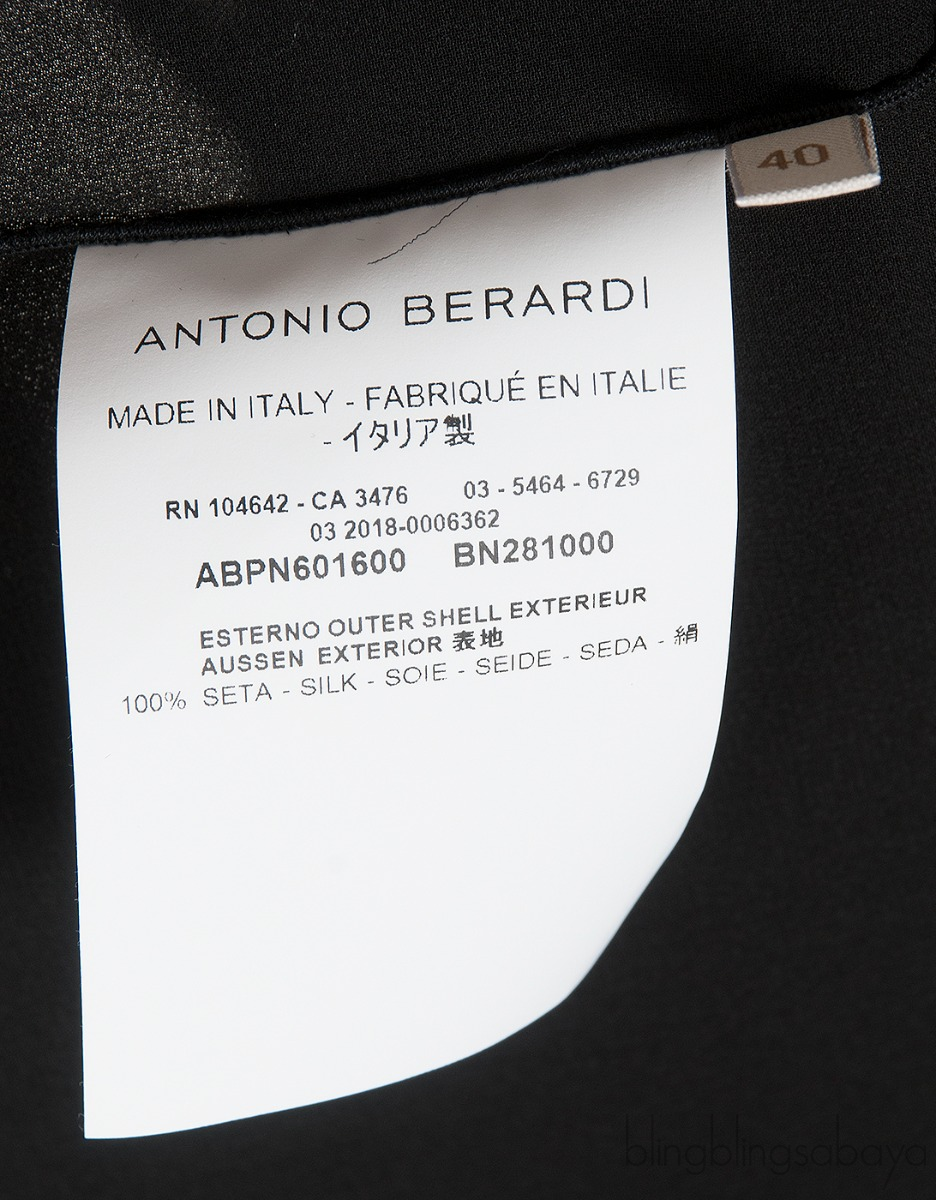 40
ANTONIO BERARDI
MADE IN ITALY - FABRIQUÉ EN ITALIE
- イタリア製
RN 104642 - CA 3476 03 - 5464 - 6729
03 2018-0006362
ABPN601600 BN281000
ESTERNO OUTER SHELL EXTERIEUR
AUSSEN EXTERIOR 表地
100% SETA - SILK - SOIE - SEIDE - SEDA - 絹
blingblingsabaya